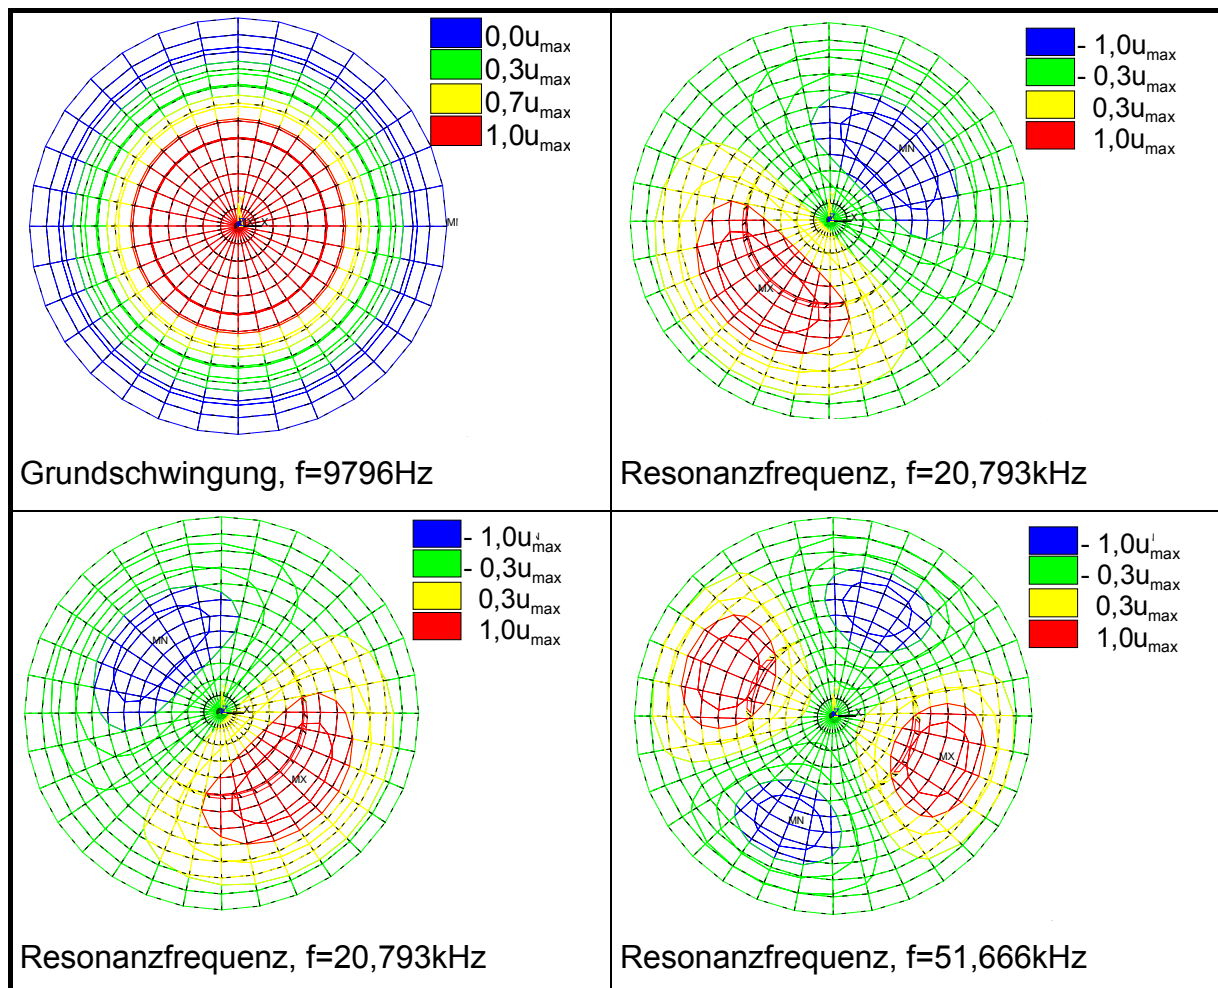 0,0umax
0,3umax
0,7umax
1,0umax
Grundschwingung, f=9796Hz
- 1,0umax
- 0,3umax
0,3umax
1,0umax
MN
MX
Resonanzfrequenz, f=20,793kHz
- 1,0umax
- 0,3umax
0,3umax
1,0umax
MN
MX
Resonanzfrequenz, f=20,793kHz
- 1,0umax
- 0,3umax
0,3umax
1,0umax
MX
MN
Resonanzfrequenz, f=51,666kHz